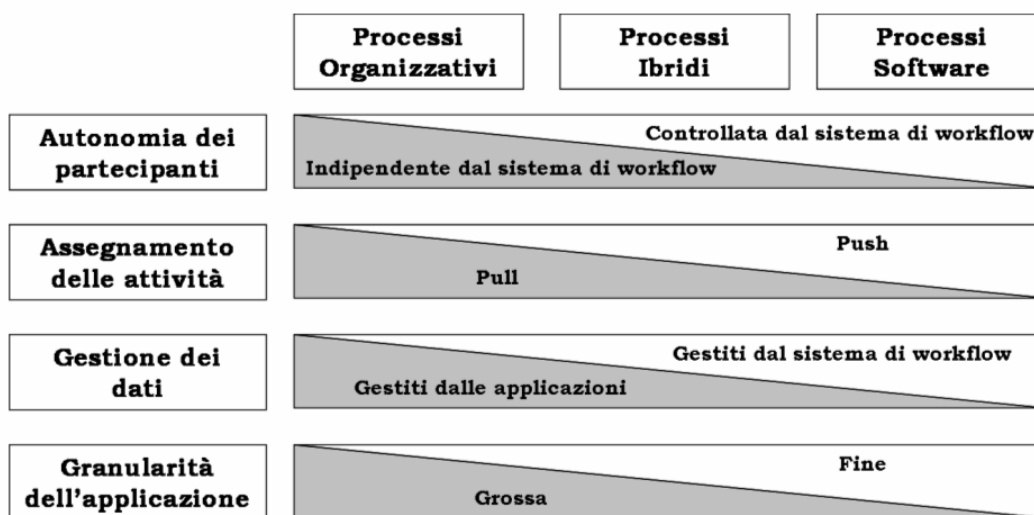 Processi
Organizzativi
Processi
Ibridi
Processi
Software
Autonomia dei
partecipanti
Controllata dal sistema di workflow
Indipendente dal sistema di workflow
Assegnamento
delle attività
Push
Pull
Gestione dei
dati
Gestiti dal sistema di workflow
Gestiti dalle applicazioni
Granularità
dell'applicazione
Fine
Grossa